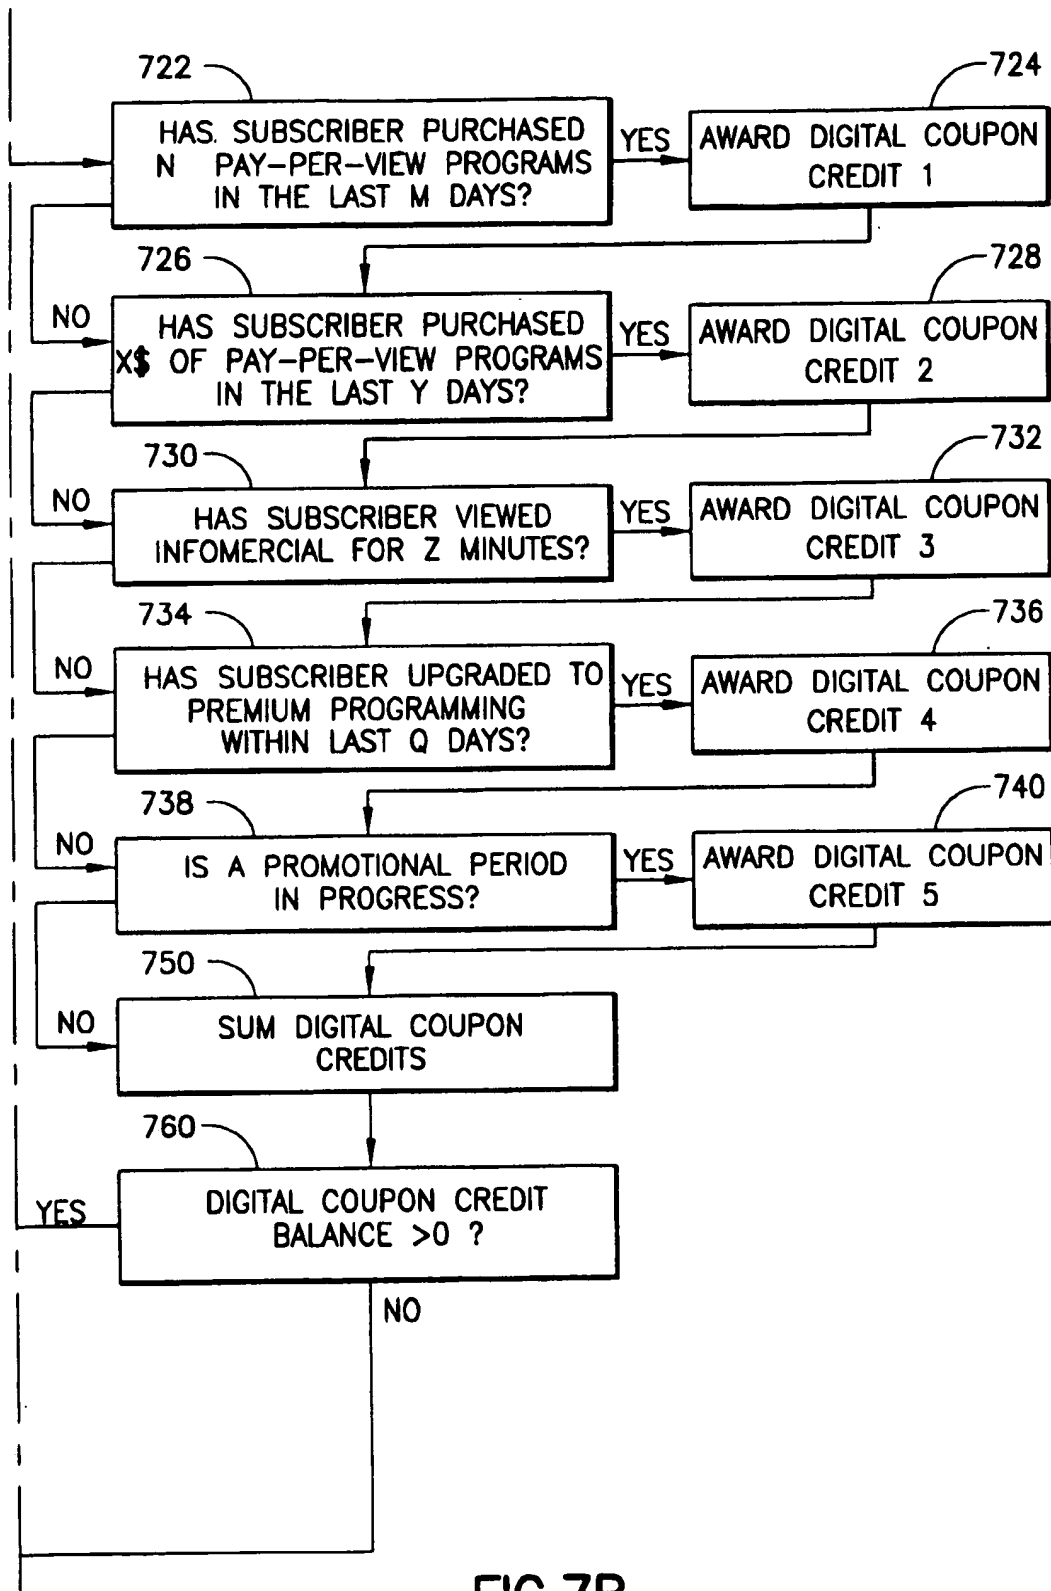 722
724
HAS. SUBSCRIBER PURCHASED
N PAY-PER-VIEW PROGRAMS
IN THE LAST M DAYS?
YES
AWARD DIGITAL COUPON
CREDIT 1
726
728
NO
HAS SUBSCRIBER PURCHASED
X$ OF PAY-PER-VIEW PROGRAMS
IN THE LAST Y DAYS?
YES
AWARD DIGITAL COUPON
CREDIT 2
730
732
NO
HAS SUBSCRIBER VIEWED
INFOMERCIAL FOR Z MINUTES?
YES
AWARD DIGITAL COUPON
CREDIT 3
734
736
NO
HAS SUBSCRIBER UPGRADED TO
PREMIUM PROGRAMMING
WITHIN LAST Q DAYS?
YES
AWARD DIGITAL COUPON
CREDIT 4
738
740
NO
IS A PROMOTIONAL PERIOD
IN PROGRESS?
YES
AWARD DIGITAL COUPON
CREDIT 5
750
NO
SUM DIGITAL COUPON
CREDITS
760
YES
DIGITAL COUPON CREDIT
BALANCE >0 ?
NO
FIG.7B